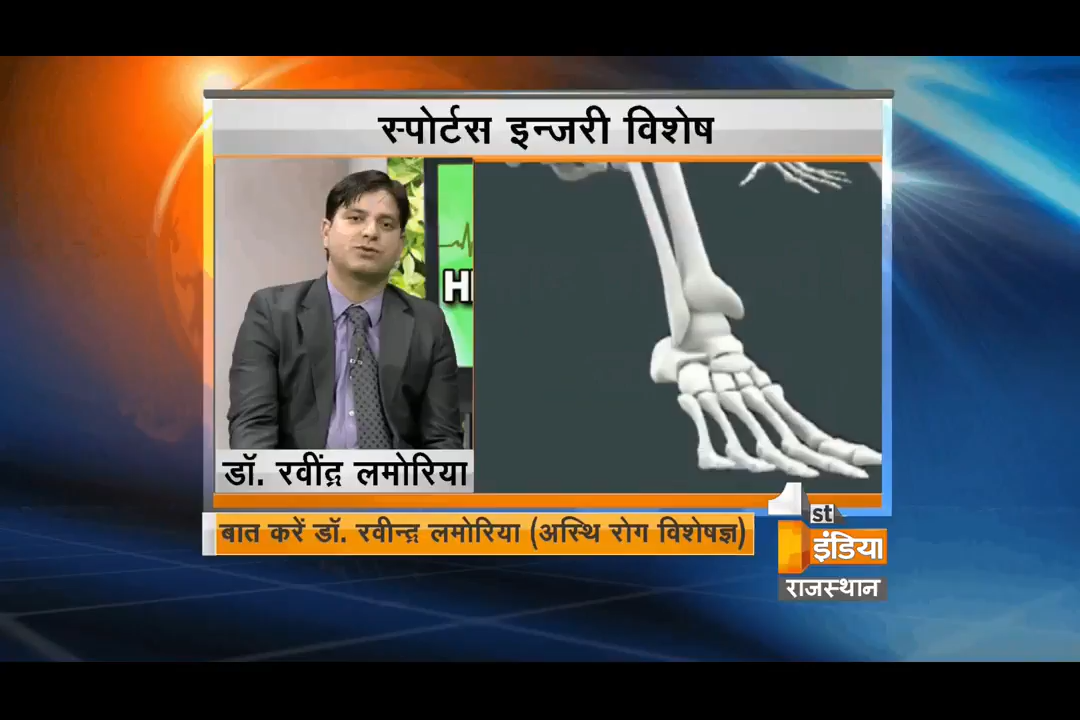 स्पोर्टस इन्जरी विशेष
डॉ. रवींद्र लमोरिया
बात करें डॉ. रवीन्द्र लमोरिया (अस्थि रोग विशेषज्ञ)
1st
इंडिया
राजस्थान